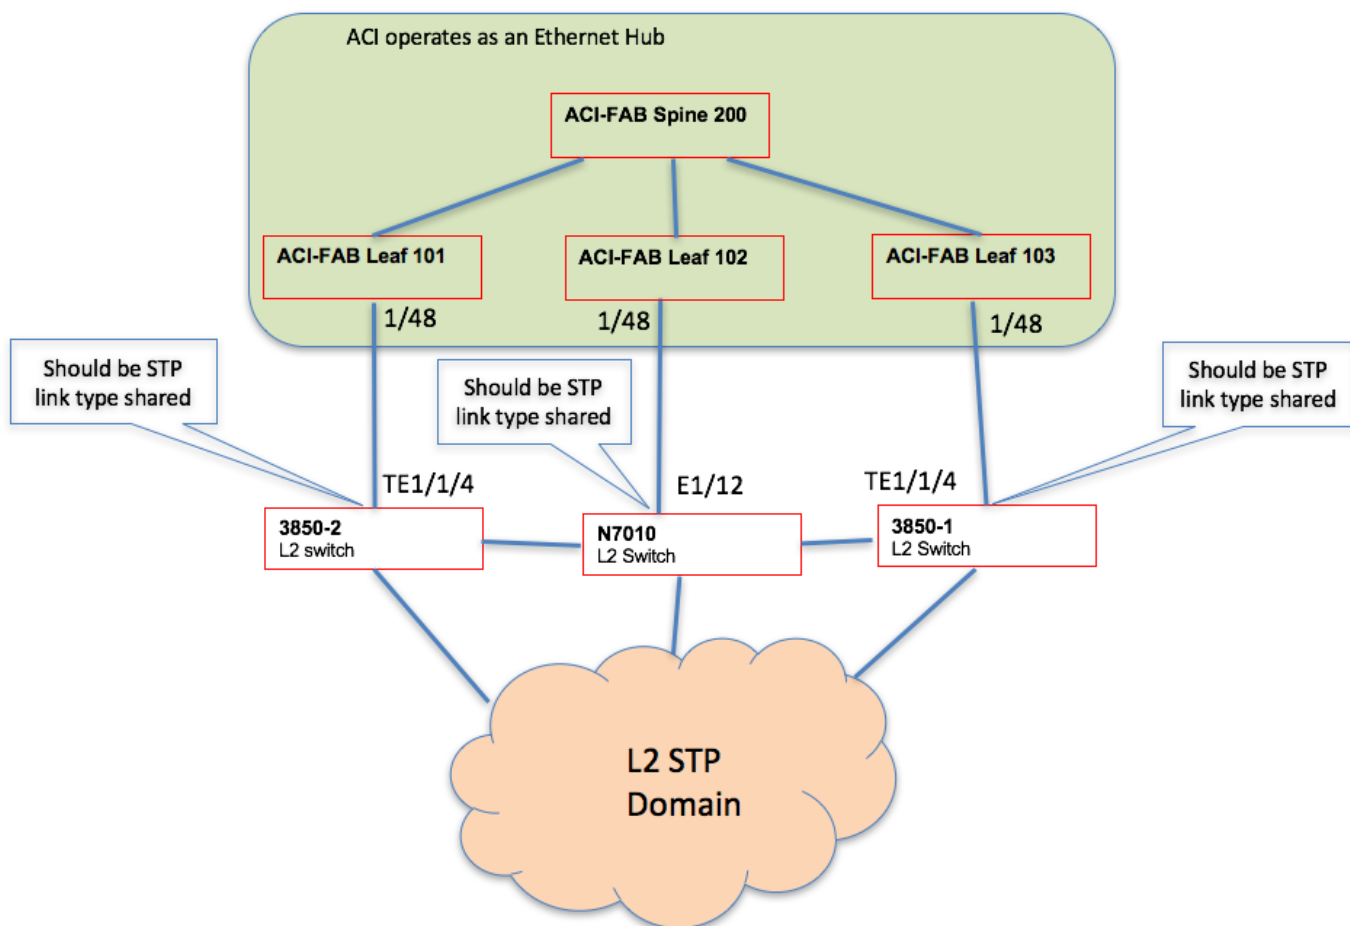 ACI operates as an Ethernet Hub
ACI-FAB Spine 200
ACI-FAB Leaf 101
ACI-FAB Leaf 102
ACI-FAB Leaf 103
1/48
1/48
1/48
Should be STP
link type shared
Should be STP
link type shared
Should be STP
link type shared
TE1/1/4
E1/12
TE1/1/4
3850-2
L2 switch
N7010
L2 Switch
3850-1
L2 Switch
L2 STP
Domain